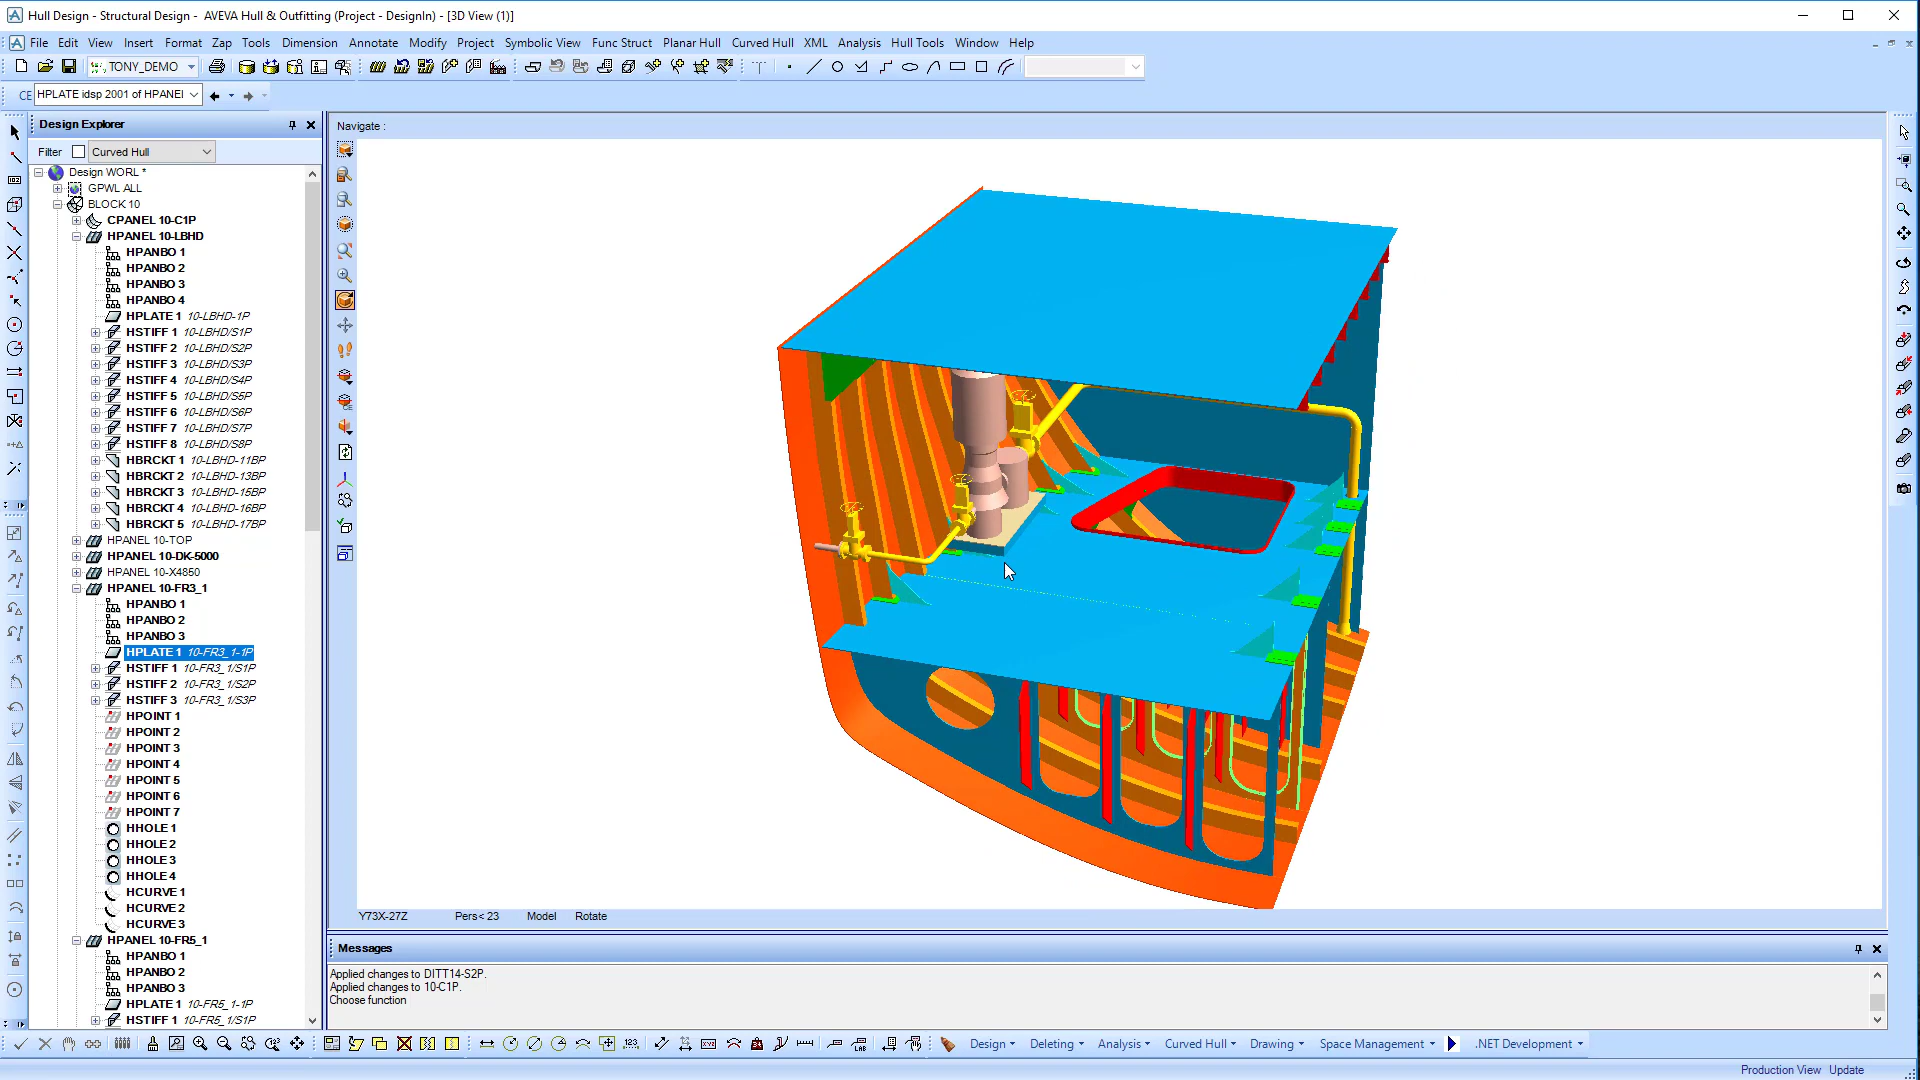 Hull Design - Structural Design - AVEVA Hull & Outfitting (Project - DesignIn) - [3D View (1)]
File Edit View Insert Format Zap Tools Dimension Annotate Modify Project Symbolic View Func Struct Planar Hull Curved Hull XML Analysis Hull Tools Window Help
TONY_DEMO
CE HPLATE idsp 2001 of HPANEI
Design Explorer
Navigate :
Filter Curved Hull
Design WORL *
GPWL ALL
BLOCK 10
CPANEL 10-C1P
HPANEL 10-LBHD
HPANBO 1
HPANBO 2
HPANBO 3
HPANBO 4
HPLATE 1 10-LBHD-1P
HSTIFF 1 10-LBHD/S1P
HSTIFF 2 10-LBHD/S2P
HSTIFF 3 10-LBHD/S3P
HSTIFF 4 10-LBHD/S4P
HSTIFF 5 10-LBHD/S5P
HSTIFF 6 10-LBHD/S6P
HSTIFF 7 10-LBHD/S7P
HSTIFF 8 10-LBHD/S8P
HBRCKT 1 10-LBHD-11BP
HBRCKT 2 10-LBHD-13BP
HBRCKT 3 10-LBHD-15BP
HBRCKT 4 10-LBHD-16BP
HBRCKT 5 10-LBHD-17BP
HPANEL 10-TOP
HPANEL 10-DK-5000
HPANEL 10-X4850
HPANEL 10-FR3_1
HPANBO 1
HPANBO 2
HPANBO 3
HPLATE 1 10-FR3_1-1P
HSTIFF 1 10-FR3_1/S1P
HSTIFF 2 10-FR3_1/S2P
HSTIFF 3 10-FR3_1/S3P
HPOINT 1
HPOINT 2
HPOINT 3
HPOINT 4
HPOINT 5
HPOINT 6
HPOINT 7
HHOLE 1
HHOLE 2
HHOLE 3
HHOLE 4
HCURVE 1
HCURVE 2
HCURVE 3
HPANEL 10-FR5_1
HPANBO 1
HPANBO 2
HPANBO 3
HPLATE 1 10-FR5_1-1P
HSTIFF 1 10-FR5_1/S1P
Y73X-27Z Pers< 23 Model Rotate
Messages
Applied changes to DITT14-S2P.
Applied changes to 10-C1P.
Choose function
Design Deleting Analysis Curved Hull Drawing Space Management .NET Development
Production View Update